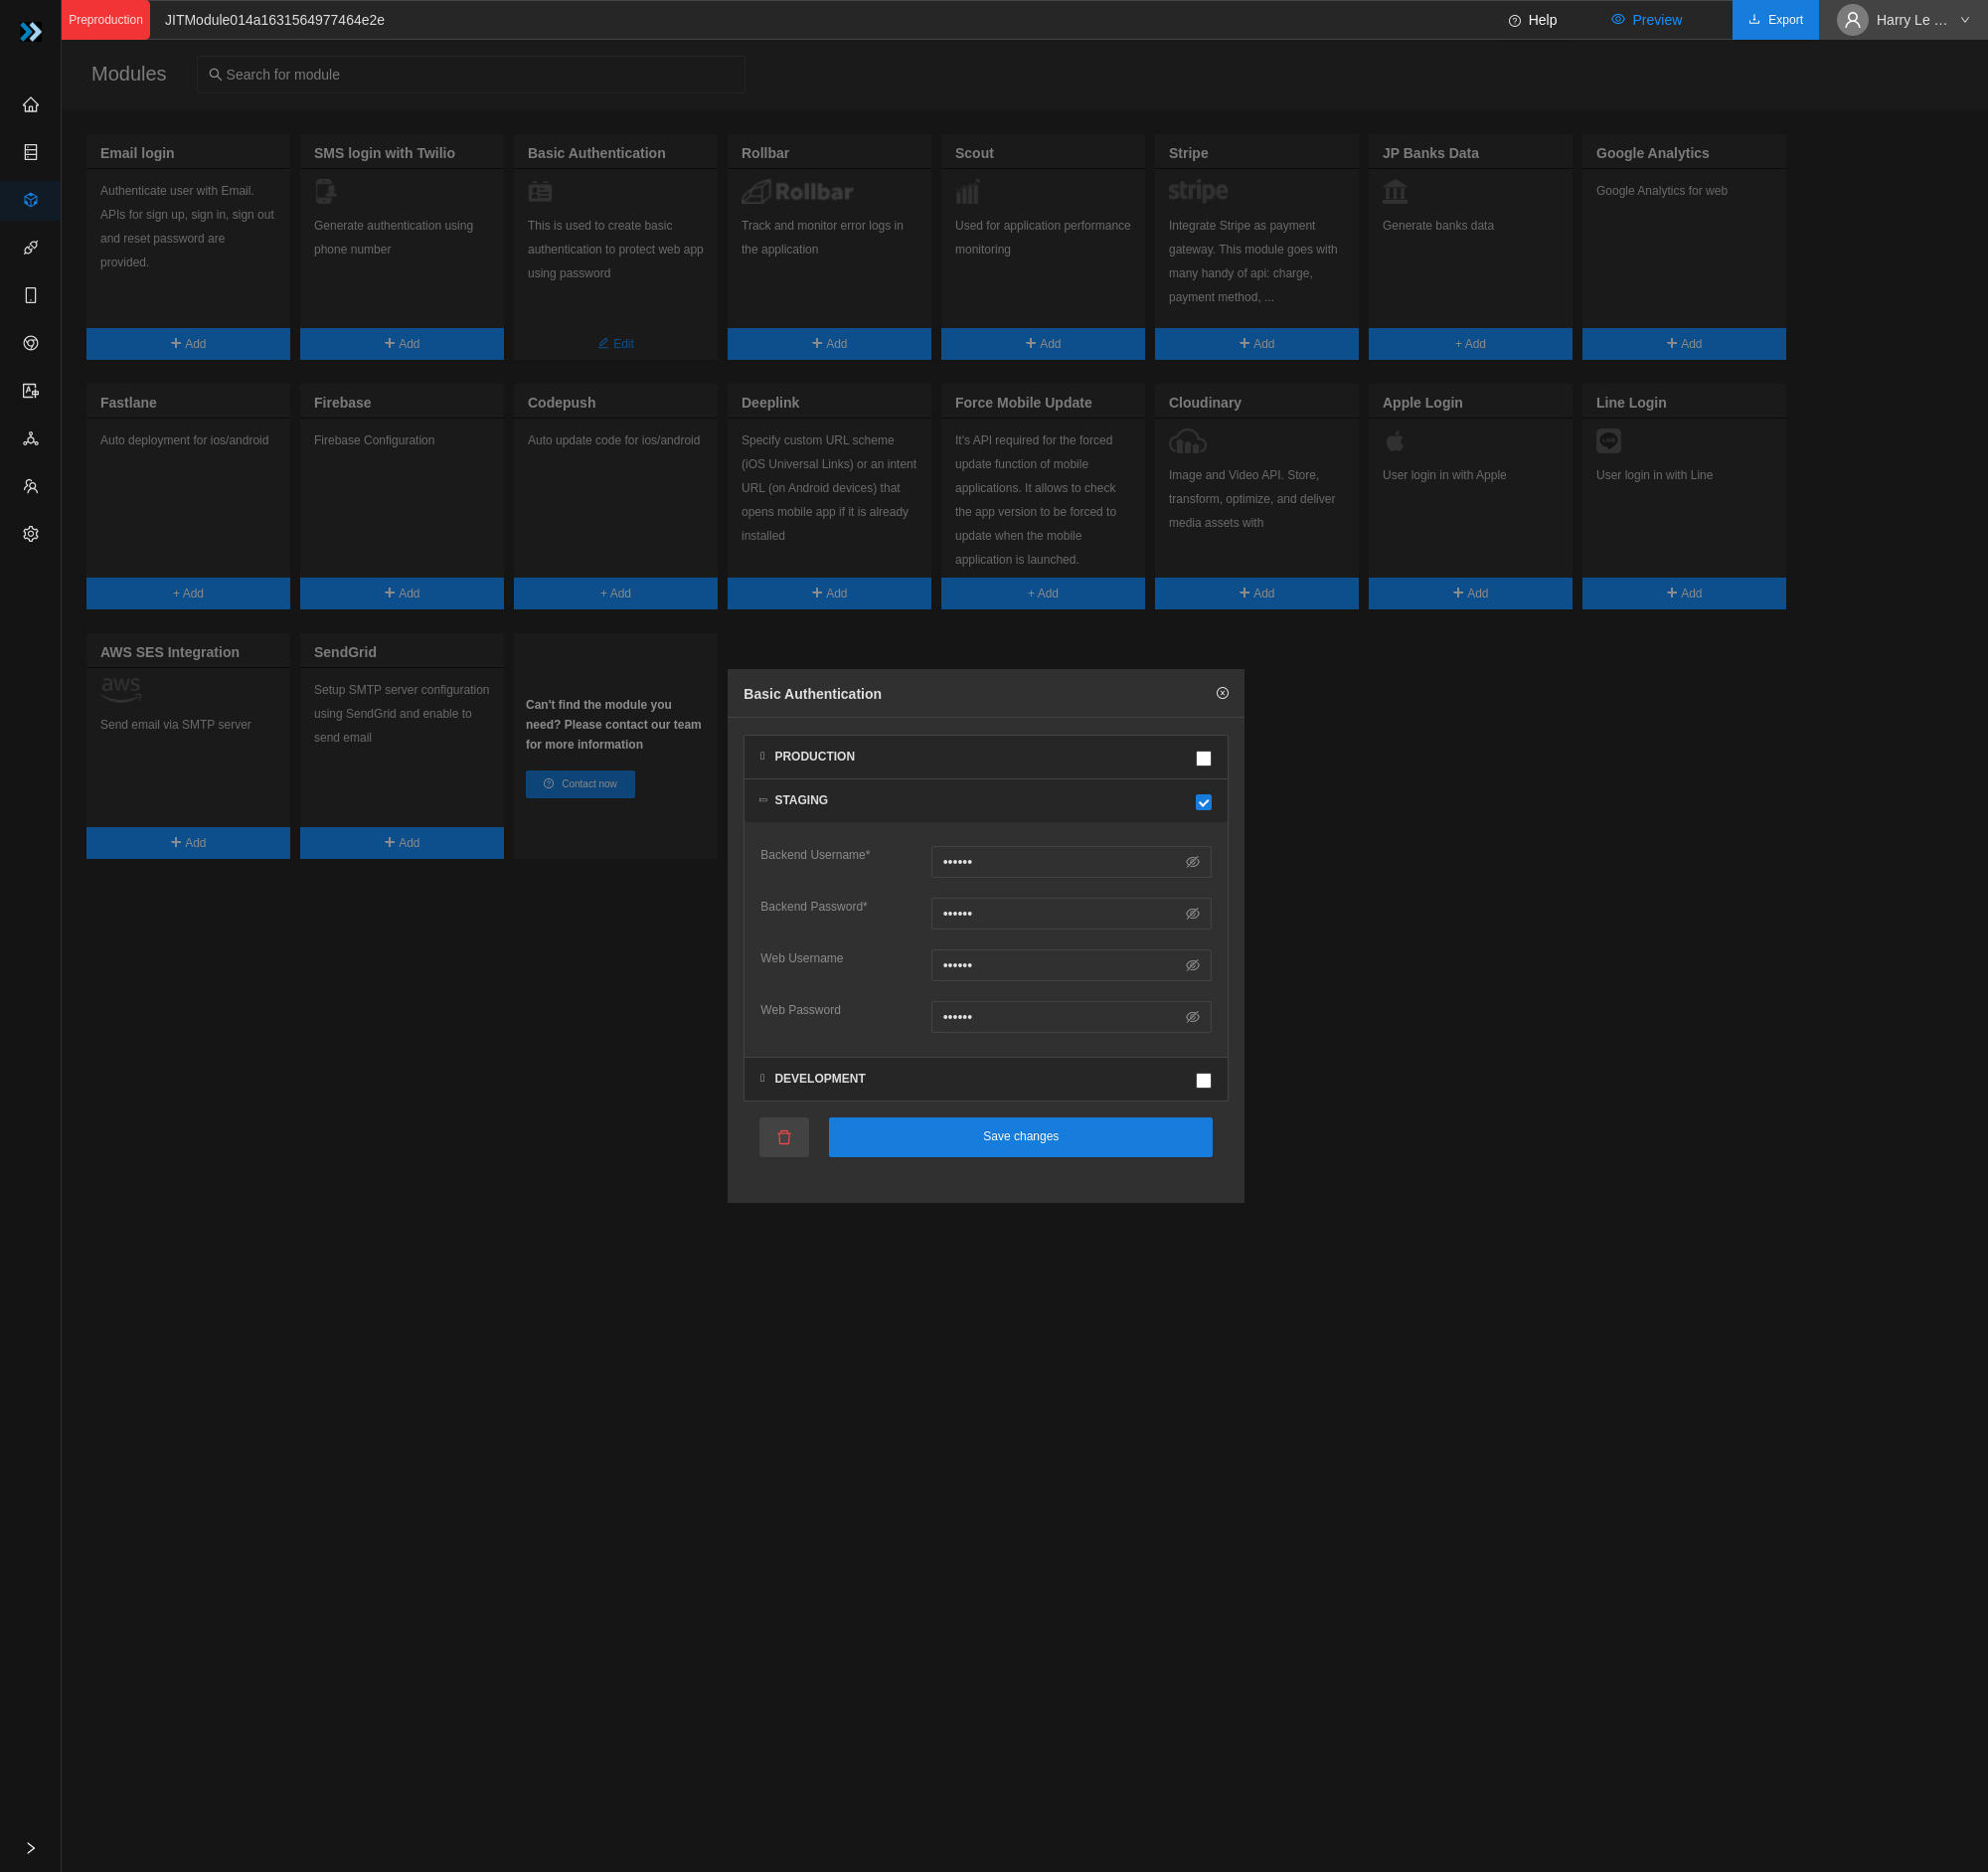 Preproduction
JITModule014a1631564977464e2e
Help
Preview
Export
Harry Le ...
Modules
Search for module
Email login
Authenticate user with Email.
APIs for sign up, sign in, sign out
and reset password are
provided.
Add
SMS login with Twilio
Generate authentication using
phone number
Add
Basic Authentication
This is used to create basic
authentication to protect web app
using password
Edit
Rollbar
Rollbar
Track and monitor error logs in
the application
Add
Scout
Used for application performance
monitoring
Add
Stripe
stripe
Integrate Stripe as payment
gateway. This module goes with
many handy of api: charge,
payment method, ...
Add
JP Banks Data
Generate banks data
+ Add
Google Analytics
Google Analytics for web
Add
Fastlane
Auto deployment for ios/android
+ Add
Firebase
Firebase Configuration
Add
Codepush
Auto update code for ios/android
+ Add
Deeplink
Specify custom URL scheme
(iOS Universal Links) or an intent
URL (on Android devices) that
opens mobile app if it is already
installed
Add
Force Mobile Update
It's API required for the forced
update function of mobile
applications. It allows to check
the app version to be forced to
update when the mobile
application is launched.
+ Add
Cloudinary
Image and Video API. Store,
transform, optimize, and deliver
media assets with
Add
Apple Login
User login in with Apple
Add
Line Login
LINE
User login in with Line
Add
AWS SES Integration
aws
Send email via SMTP server
Add
SendGrid
Setup SMTP server configuration
using SendGrid and enable to
send email
Add
Can't find the module you
need? Please contact our team
for more information
Contact now
Basic Authentication
PRODUCTION
STAGING
Backend Username*
••••••
Backend Password*
••••••
Web Username
••••••
Web Password
••••••
DEVELOPMENT
Save changes